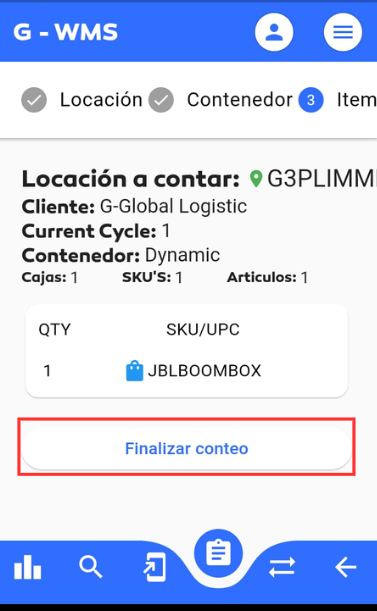 G - WMS
Locación Contenedor 3 Item
Locación a contar: G3PLIMM
Cliente: G-Global Logistic
Current Cycle: 1
Contenedor: Dynamic
Cajas: 1 SKU'S: 1 Articulos: 1
QTY SKU/UPC
1 JBLBOOMBOX
Finalizar conteo